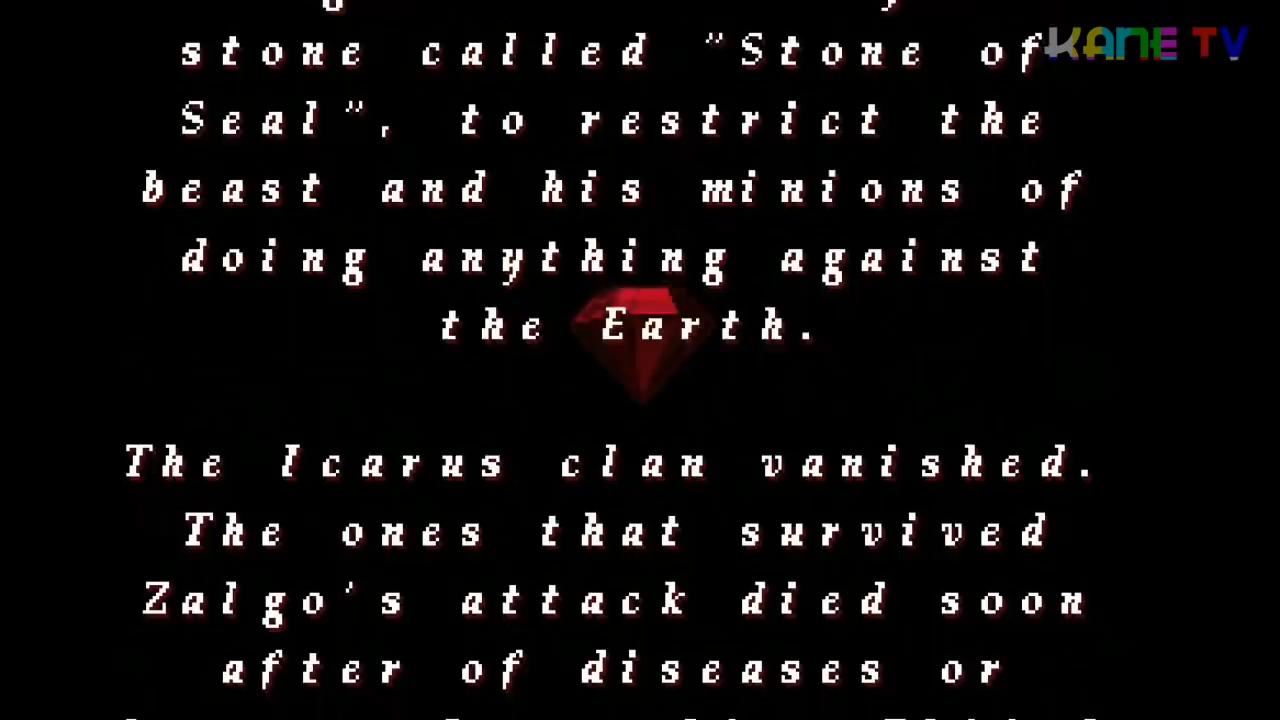 KANE TV
stone called "Stone of
Seal", to restrict the
beast and his minions of
doing anything against
the Earth.
The Icarus clan vanished.
The ones that survived
Zalgo's attack died soon
after of diseases or